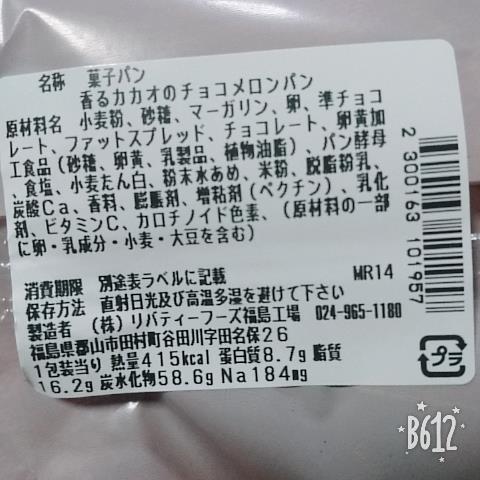 名称 菓子パン
香るカカオのチョコメロンパン
原材料名 小麦粉、砂糖、マーガリン、卵、準チョコ
レート、ファットスプレッド、チョコレート、卵黄加
工食品(砂糖、卵黄、乳製品、植物油脂)、パン酵母
、食塩、小麦たん白、粉末水あめ、米粉、脱脂粉乳、
炭酸Ca、香料、膨脹剤、増粘剤(ペクチン)、乳化
剤、ビタミンC、カロチノイド色素、(原材料の一部
に卵・乳成分・小麦・大豆を含む)
消費期限 別途表ラベルに記載 MR14
保存方法 直射日光及び高温多湿を避けて下さい
製造者 (株)リバティーフーズ福島工場 024-965-1180
福島県郡山市田村町谷田川字田名保26
1包装当り 熱量415kcal 蛋白質8.7g 脂質
16.2g 炭水化物58.6g Na184mg
2 300163 101957
プラ
B612